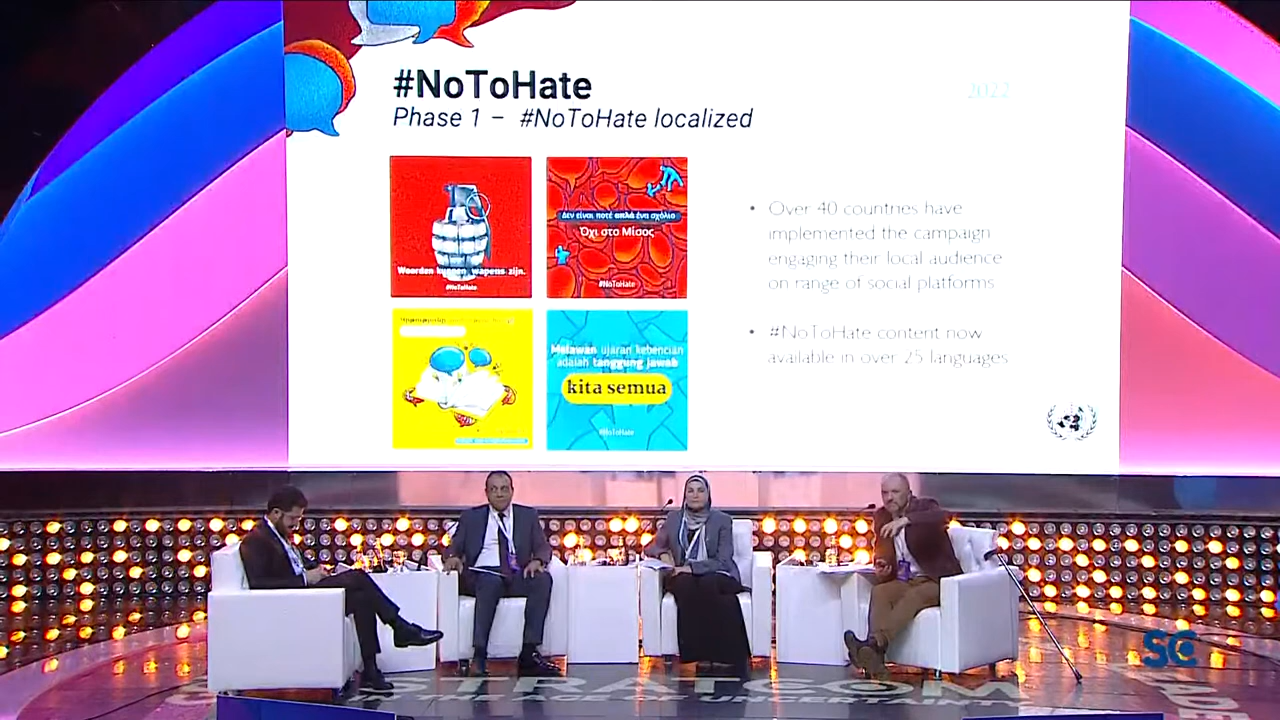 #NoToHate
Phase 1 – #NoToHate localized
2022
Woorden kunnen wapens zijn.
#NoToHate
Δεν είναι ποτέ απλά ένα σχόλιο
Όχι στο Μίσος
#NoToHate
Melawan ujaran kebencian
adalah tanggung jawab
kita semua
#NoToHate
• Over 40 countries have
implemented the campaign
engaging their local audience
on range of social platforms
• #NoToHate content now
available in over 25 languages
SC
STRATCOM